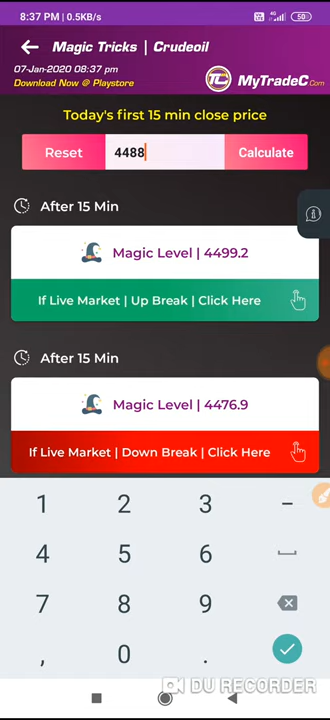 8:37 PM | 0.5KB/s
4G
50
Magic Tricks | Crudeoil
07-Jan-2020 08:37 pm
Download Now @ Playstore
TC
MyTradeC.Com
Today's first 15 min close price
Reset
4488
Calculate
After 15 Min
Magic Level | 4499.2
If Live Market | Up Break | Click Here
After 15 Min
Magic Level | 4476.9
If Live Market | Down Break | Click Here
1 2 3 –
4 5 6
7 8 9
, 0 .
DU RECORDER